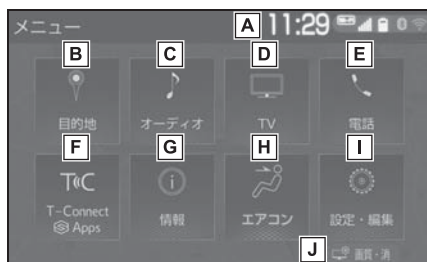 メニュー A 11:29
B C D E
目的地 オーディオ TV 電話
F G H I
T-Connect Apps 情報 エアコン 設定・編集
J 画質・消